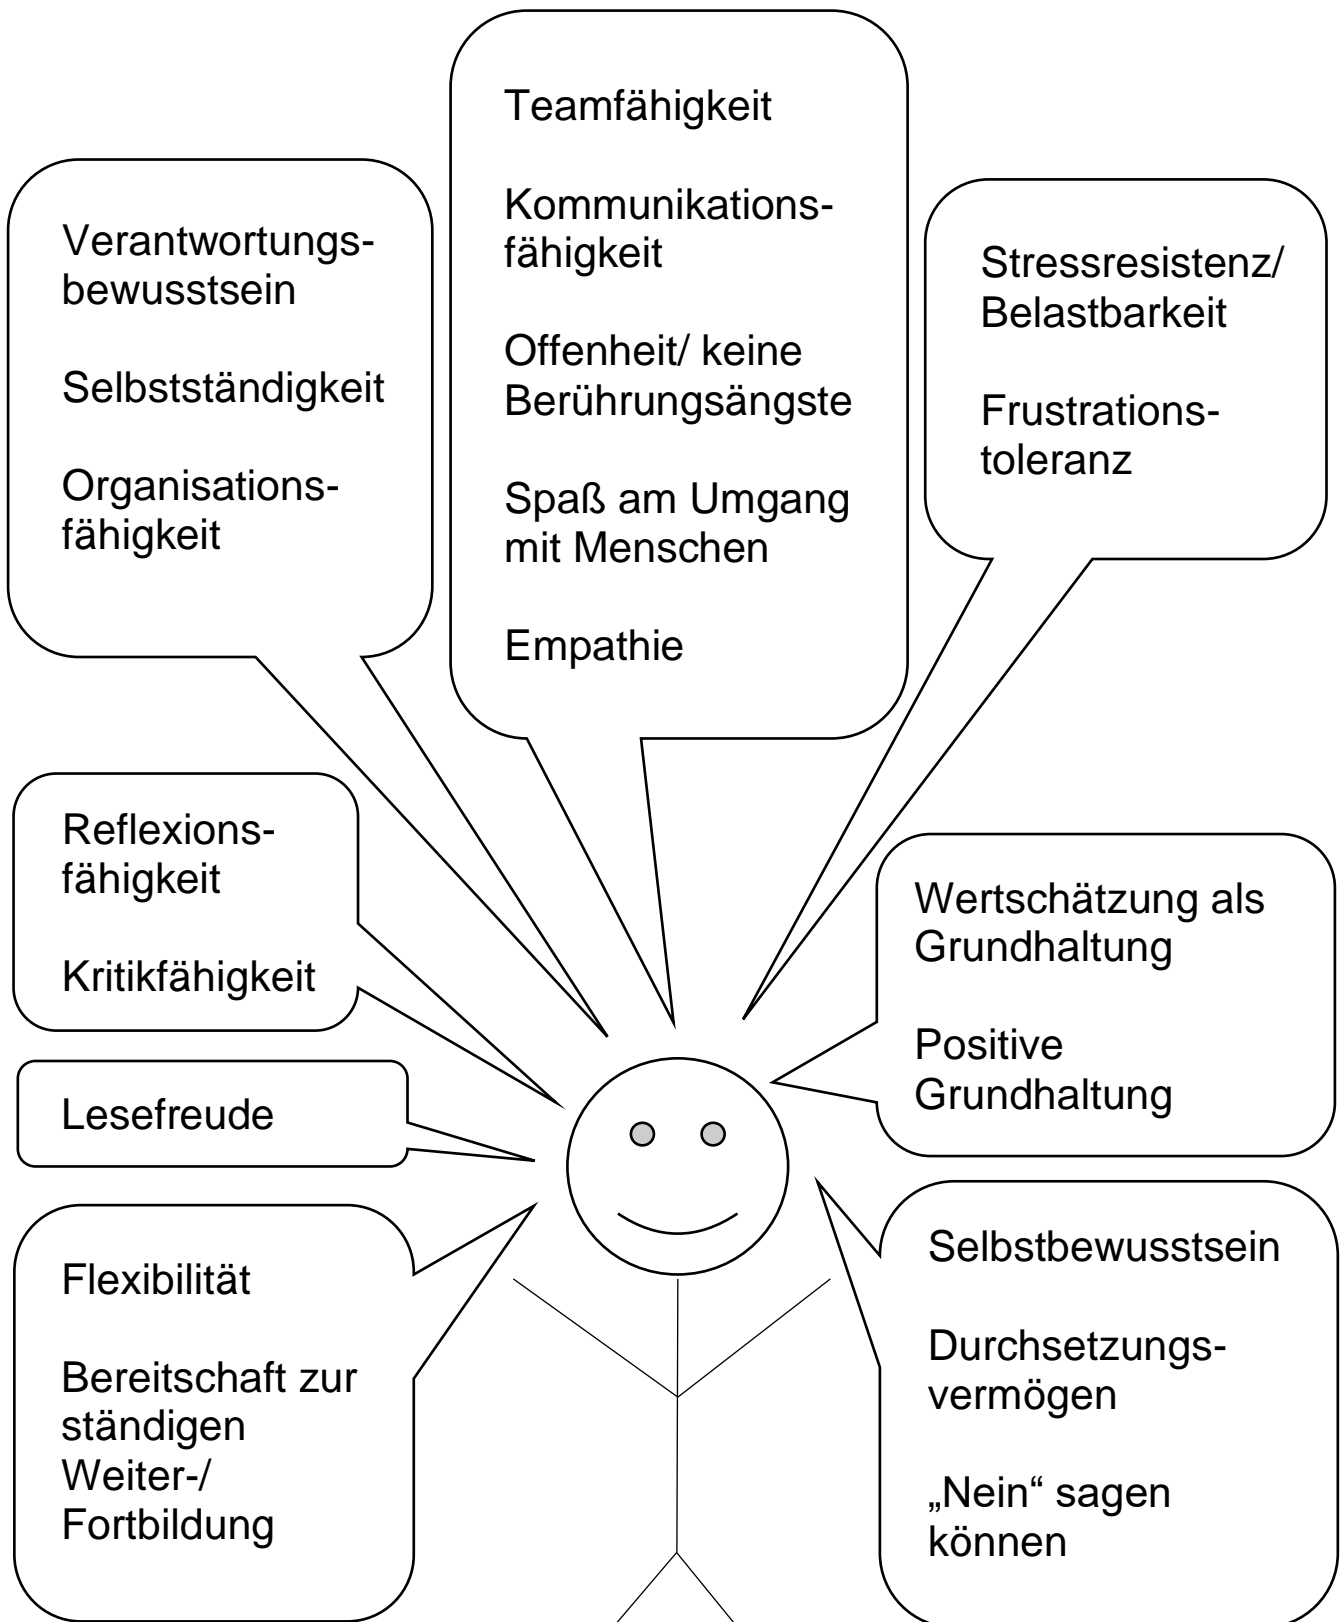 Teamfähigkeit
Kommunikations-
fähigkeit
Offenheit/ keine
Berührungsängste
Spaß am Umgang
mit Menschen
Empathie
Verantwortungs-
bewusstsein
Selbstständigkeit
Organisations-
fähigkeit
Stressresistenz/
Belastbarkeit
Frustrations-
toleranz
Reflexions-
fähigkeit
Kritikfähigkeit
Wertschätzung als
Grundhaltung
Positive
Grundhaltung
Lesefreude
Flexibilität
Bereitschaft zur
ständigen
Weiter-/
Fortbildung
Selbstbewusstsein
Durchsetzungs-
vermögen
„Nein“ sagen
können